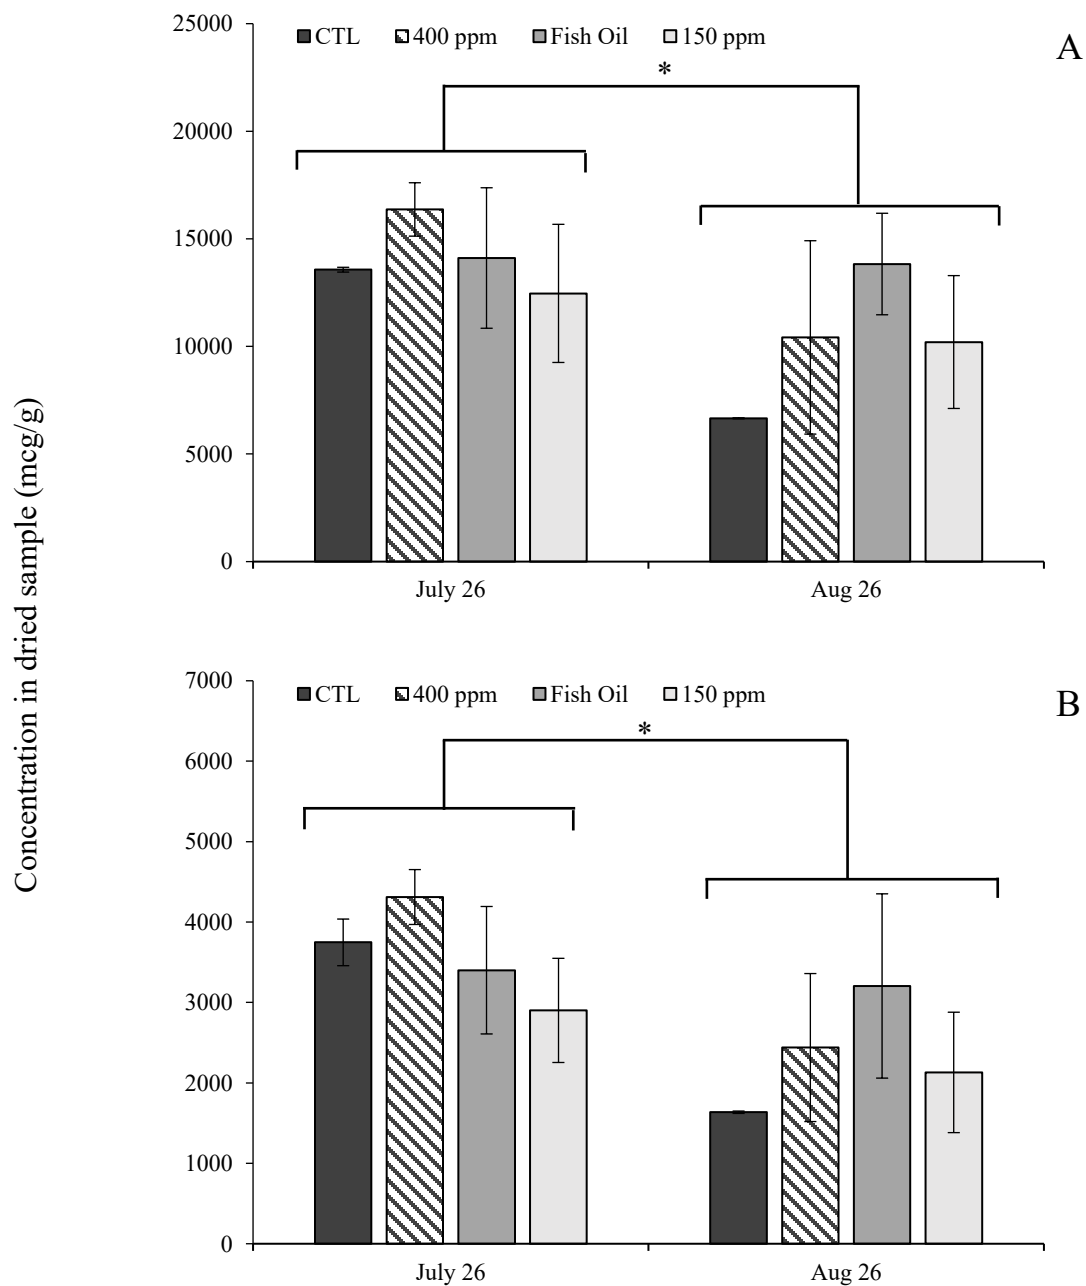 Concentration in dried sample (mcg/g)
A
CTL 400 ppm Fish Oil 150 ppm
*
25000
20000
15000
10000
5000
0
July 26 Aug 26
B
CTL 400 ppm Fish Oil 150 ppm
*
7000
6000
5000
4000
3000
2000
1000
0
July 26 Aug 26